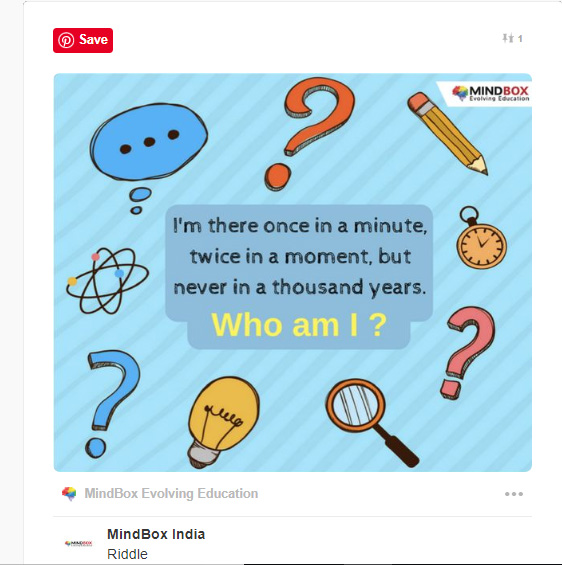 Save
1
MINDBOX
Evolving Education
I'm there once in a minute,
twice in a moment, but
never in a thousand years.
Who am I ?
MindBox Evolving Education
MINDBOX
MindBox India
Riddle